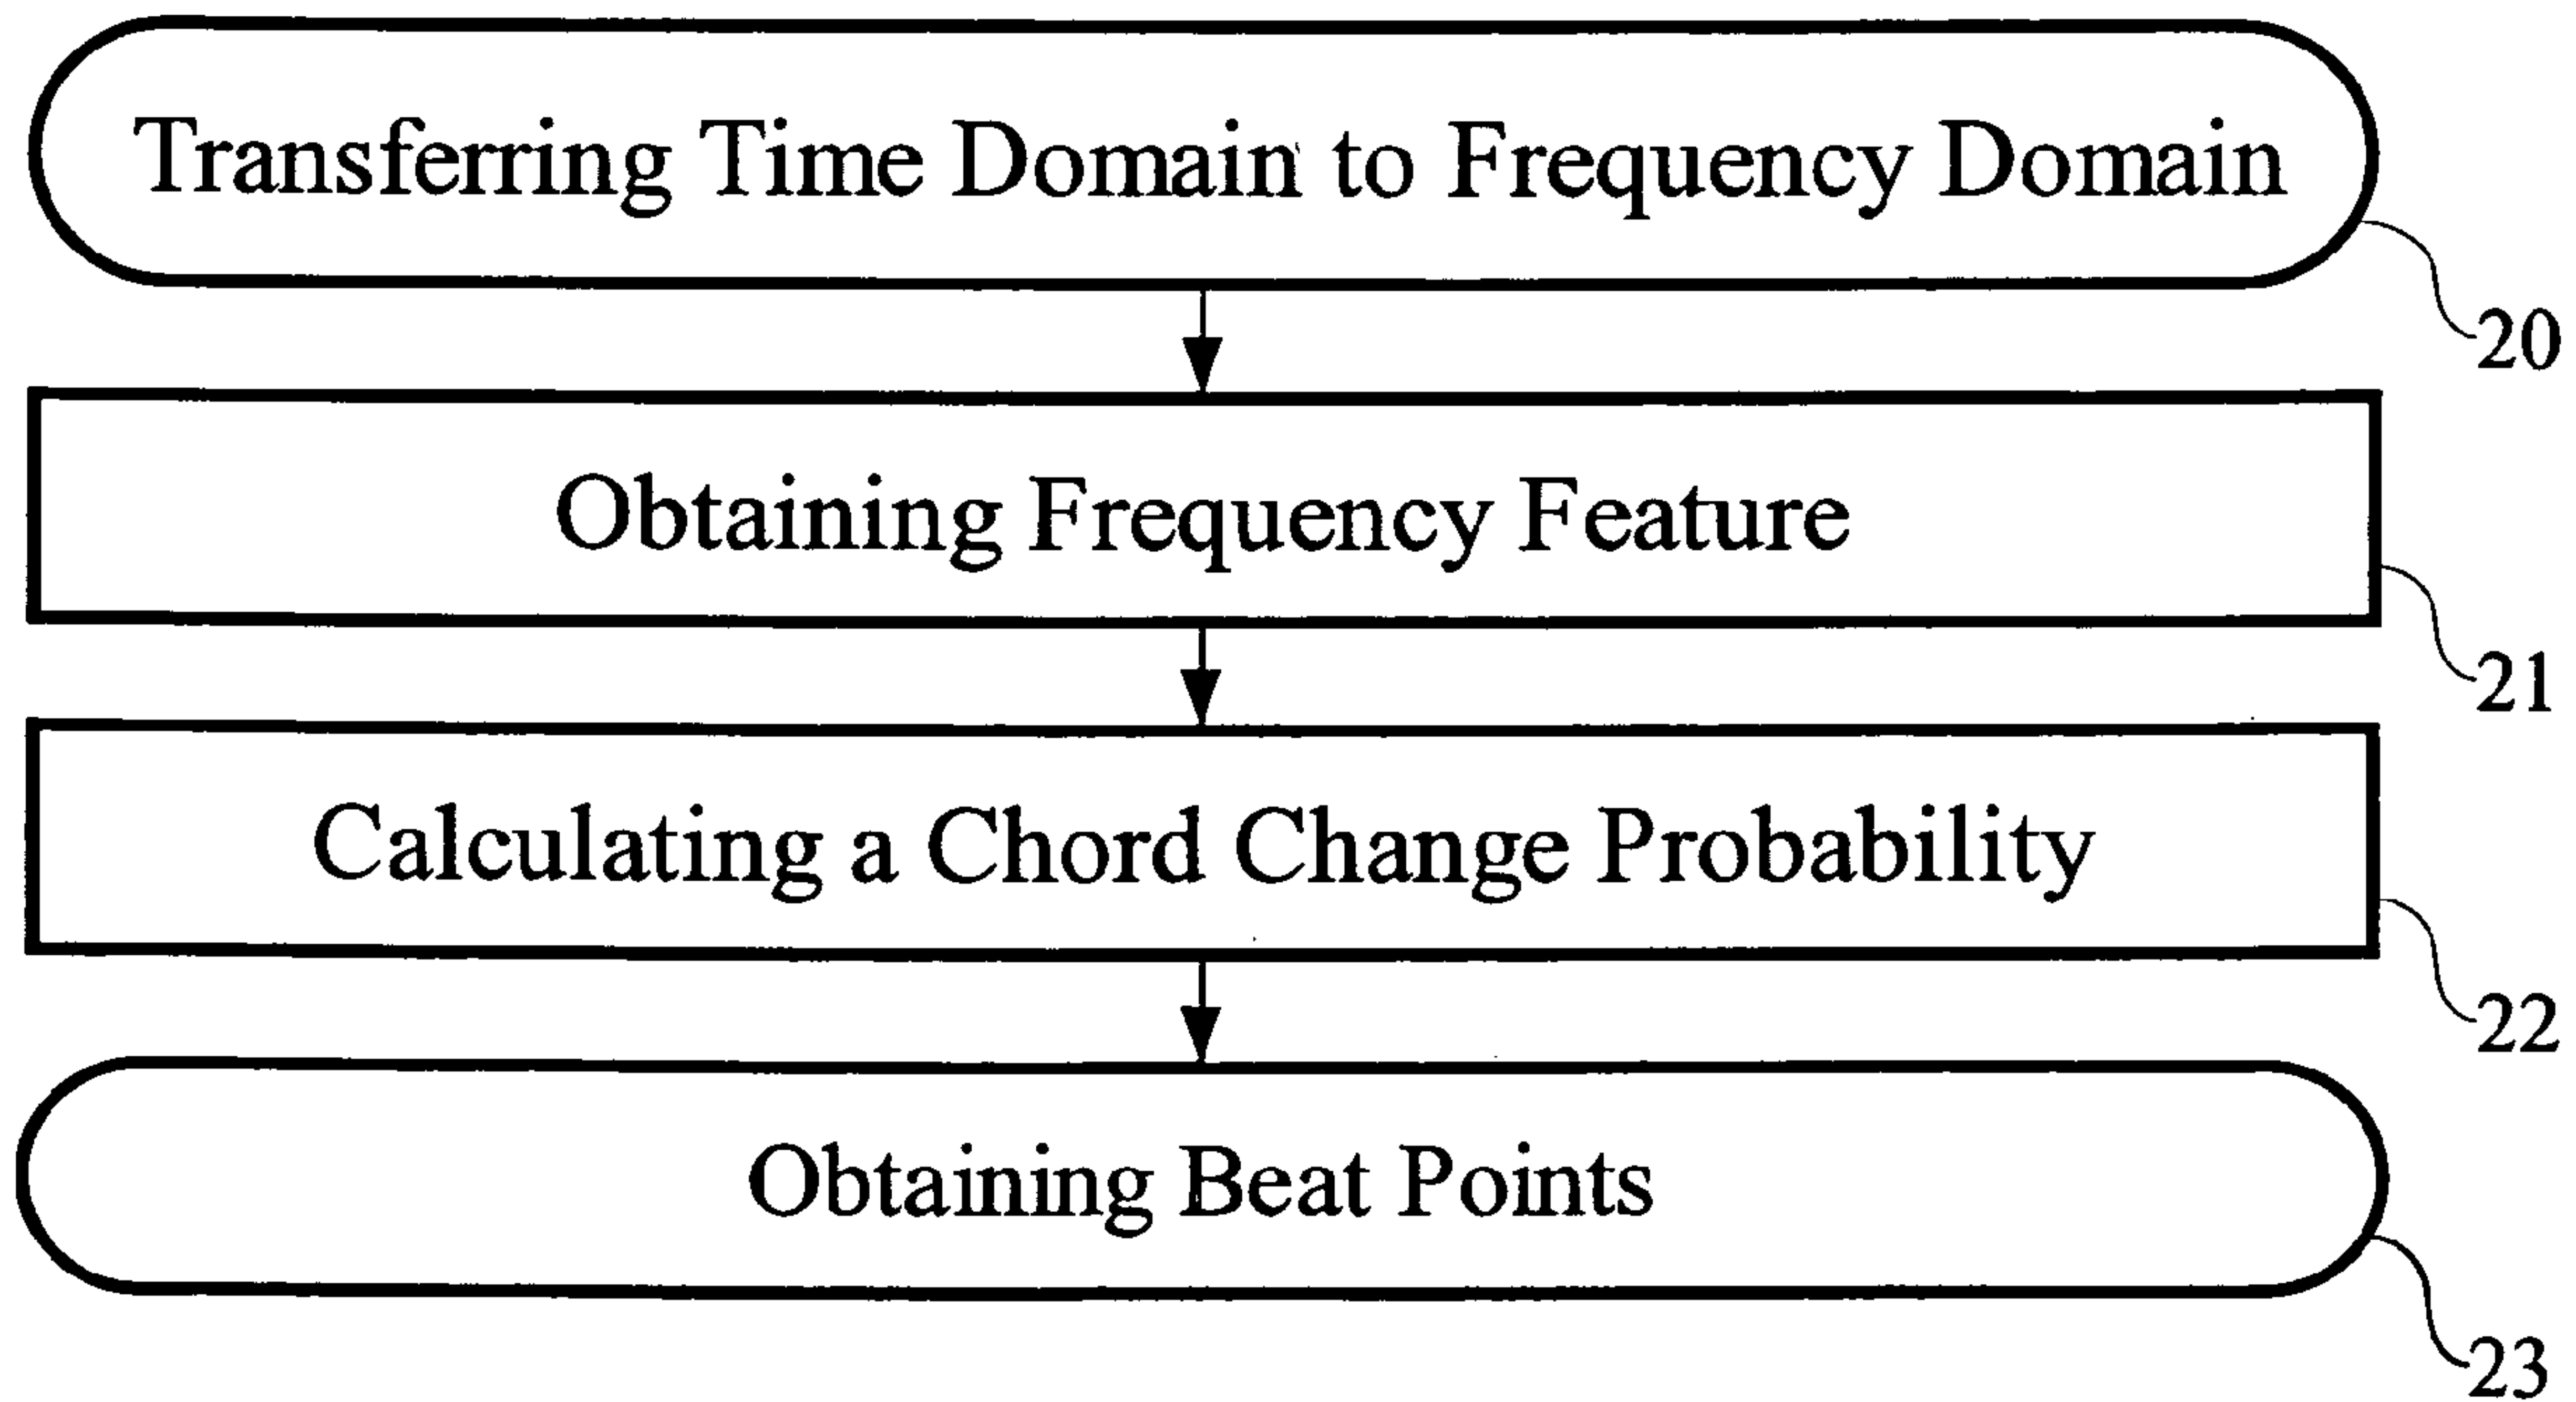 Transferring Time Domain to Frequency Domain
20
Obtaining Frequency Feature
21
Calculating a Chord Change Probability
22
Obtaining Beat Points
23